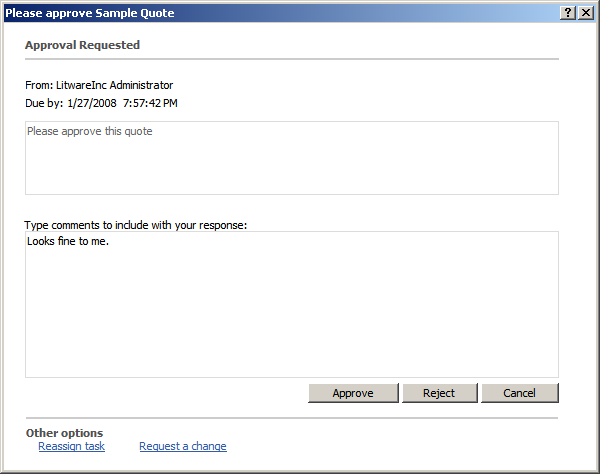 Please approve Sample Quote
Approval Requested
From: LitwareInc Administrator
Due by: 1/27/2008 7:57:42 PM
Please approve this quote
Type comments to include with your response:
Looks fine to me.
Approve Reject Cancel
Other options
Reassign task Request a change